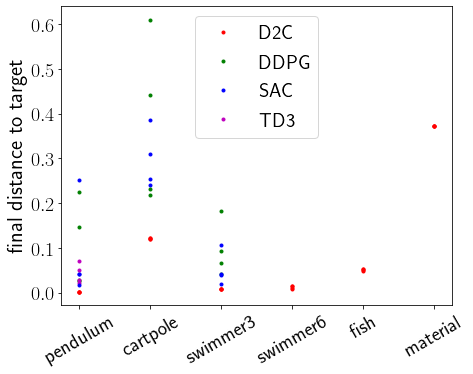 final distance to target
0.6
0.5
0.4
0.3
0.2
0.1
0.0
D2C
DDPG
SAC
TD3
pendulum
cartpole
swimmer3
swimmer6
fish
material